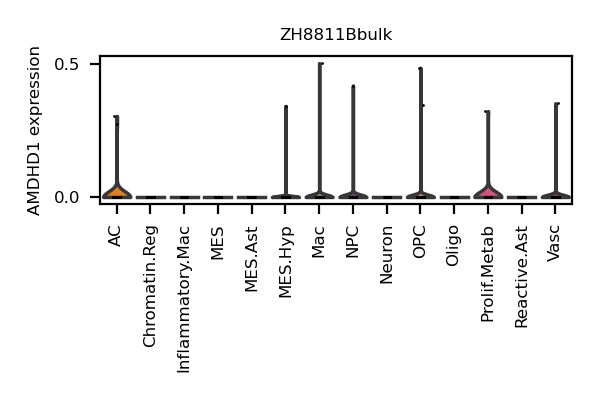 ZH8811Bbulk
AMDHD1 expression
0.5
0.0
AC
Chromatin.Reg
Inflammatory.Mac
MES
MES.Ast
MES.Hyp
Mac
NPC
Neuron
OPC
Oligo
Prolif.Metab
Reactive.Ast
Vasc